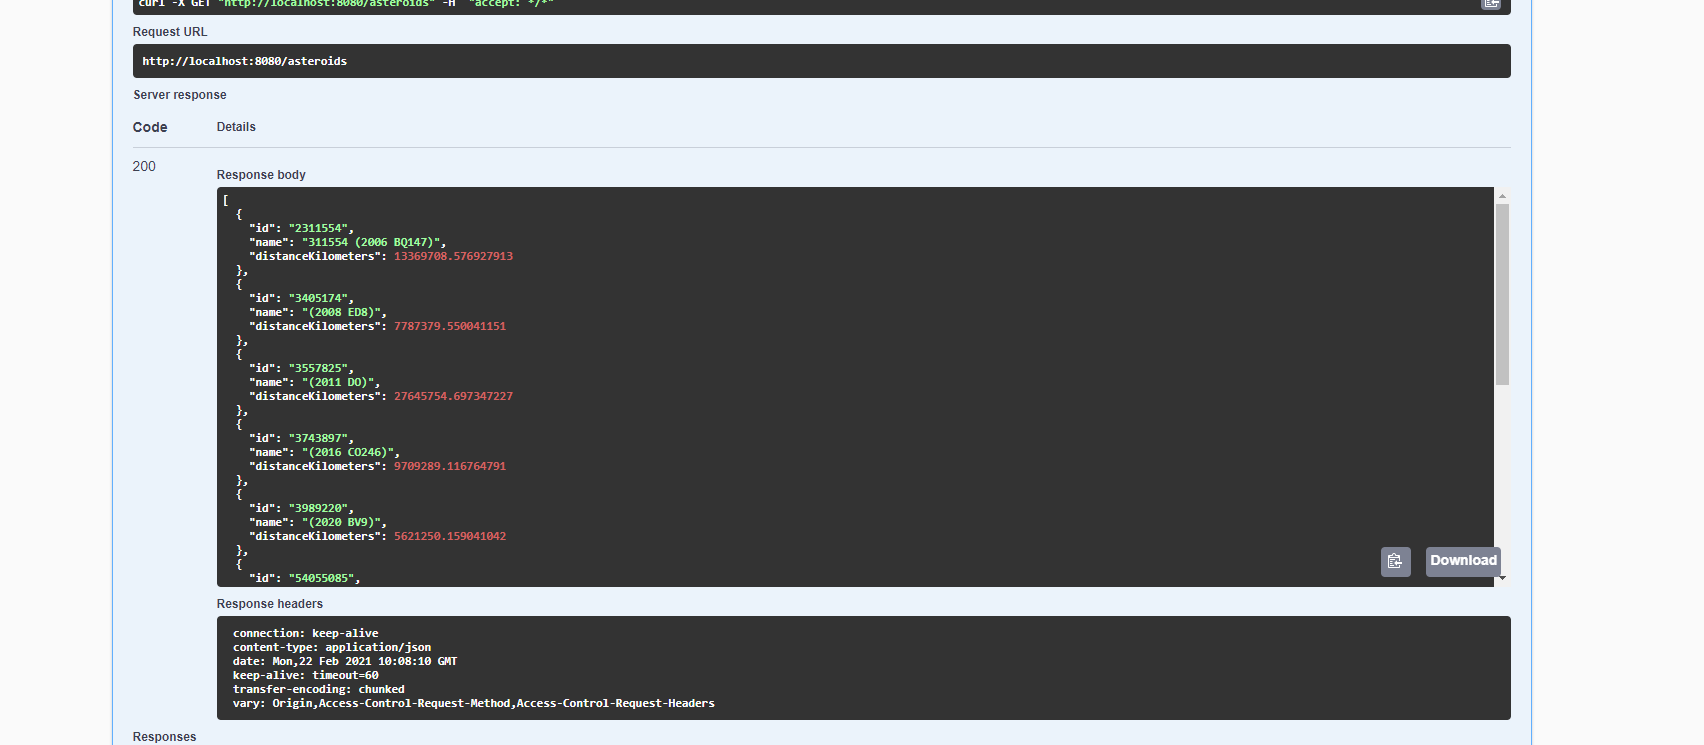 curl -X GET "http://localhost:8080/asteroids" -H  "accept: */*"
Request URL
http://localhost:8080/asteroids
Server response
Code Details
200
Response body
[
  {
    "id": "2311554",
    "name": "311554 (2006 BQ147)",
    "distanceKilometers": 13369708.576927913
  },
  {
    "id": "3405174",
    "name": "(2008 ED8)",
    "distanceKilometers": 7787379.550041151
  },
  {
    "id": "3557825",
    "name": "(2011 DO)",
    "distanceKilometers": 27645754.697347227
  },
  {
    "id": "3743897",
    "name": "(2016 CO246)",
    "distanceKilometers": 9709289.116764791
  },
  {
    "id": "3989220",
    "name": "(2020 BV9)",
    "distanceKilometers": 5621250.159041042
  },
  {
    "id": "54055085",
Download
Response headers
connection: keep-alive
content-type: application/json
date: Mon,22 Feb 2021 10:08:10 GMT
keep-alive: timeout=60
transfer-encoding: chunked
vary: Origin,Access-Control-Request-Method,Access-Control-Request-Headers
Responses